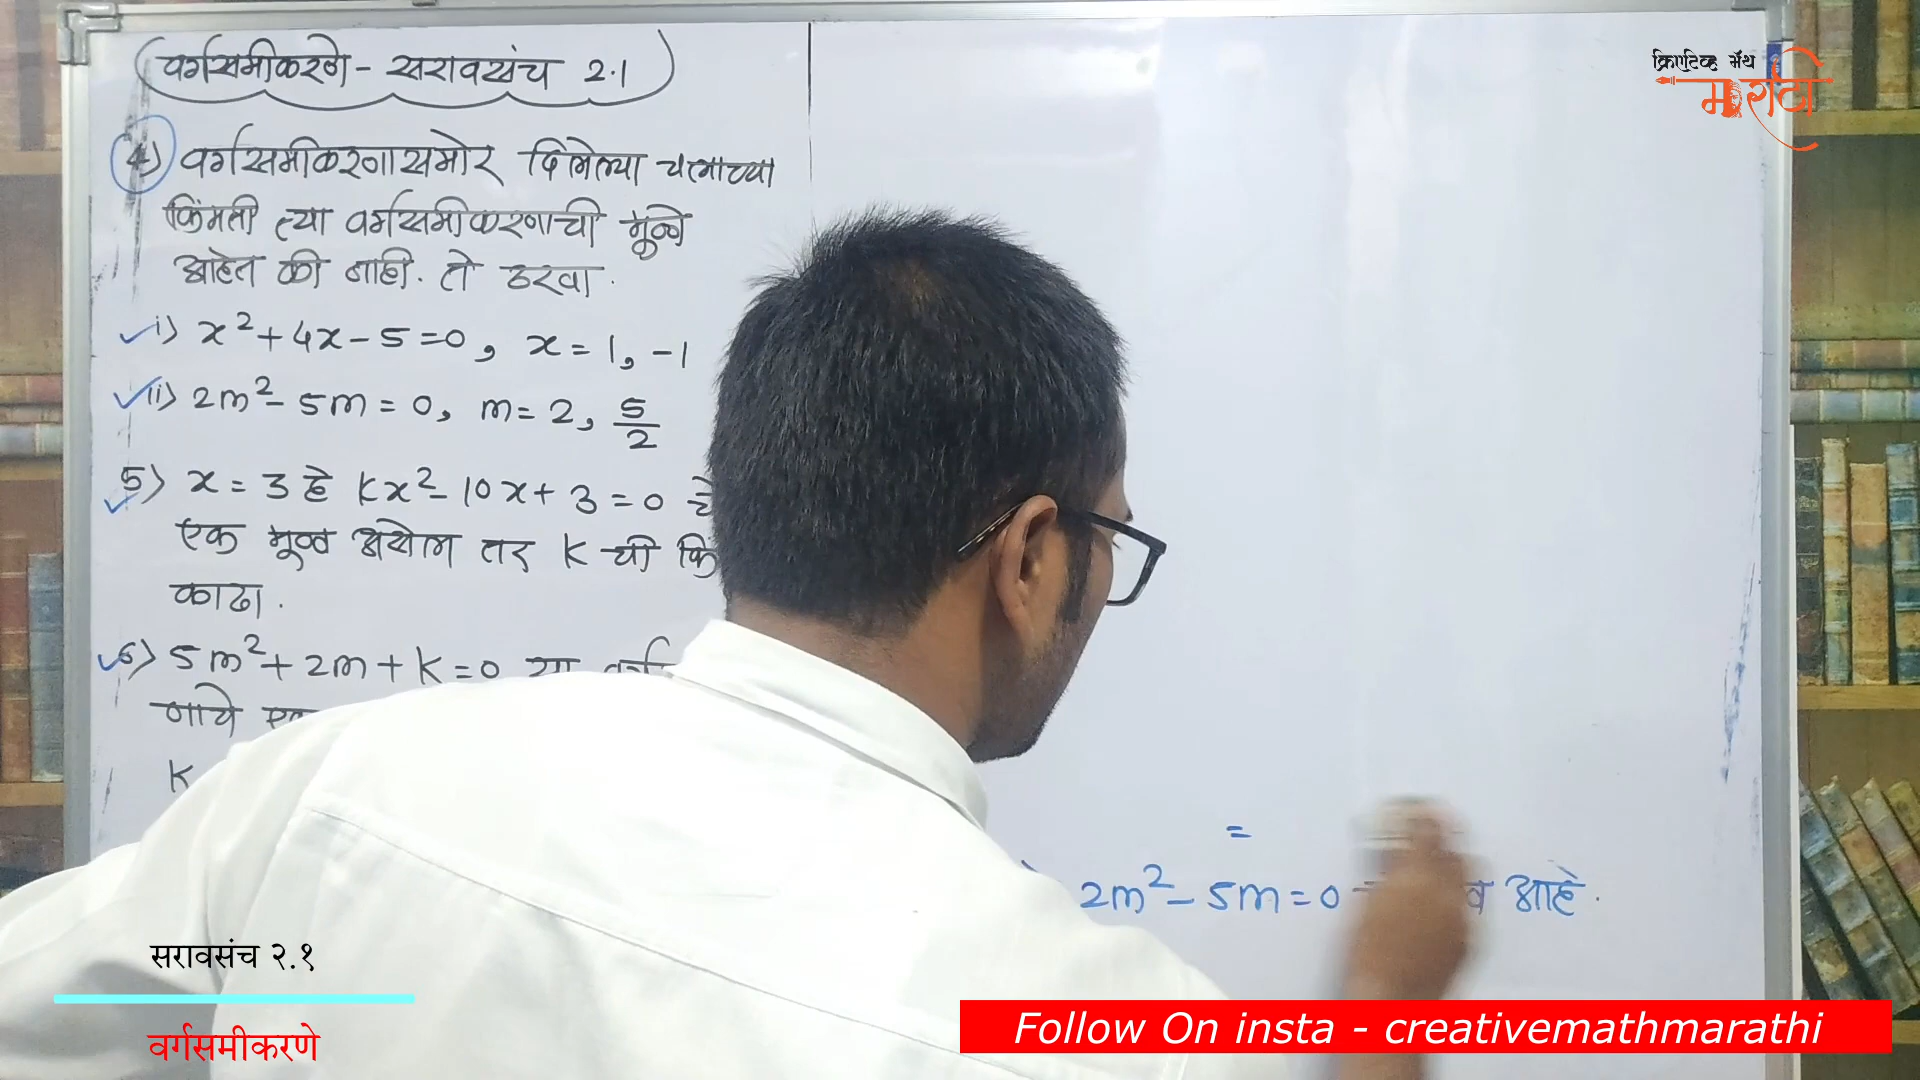 वर्गसमीकरणे - सरावसंच 2.1
4) वर्गसमीकरणासमोर दिलेल्या चलाच्या
किंमती त्या वर्गसमीकरणाची मूळे
आहेत की नाही. ते ठरवा.
i) x² + 4x - 5 = 0, x = 1, -1
ii) 2m² - 5m = 0, m = 2, 5/2
5) x = 3 हे kx² - 10x + 3 = 0 चे
एक मूळ असेल तर K ची किं
काढा.
6) 5m² + 2m + K = 0 या
णाचे
K
=
2m² - 5m = 0 आहे.
क्रिएटिव्ह मॅथ
मराठी
सरावसंच २.१
वर्गसमीकरणे
Follow On insta - creativemathmarathi